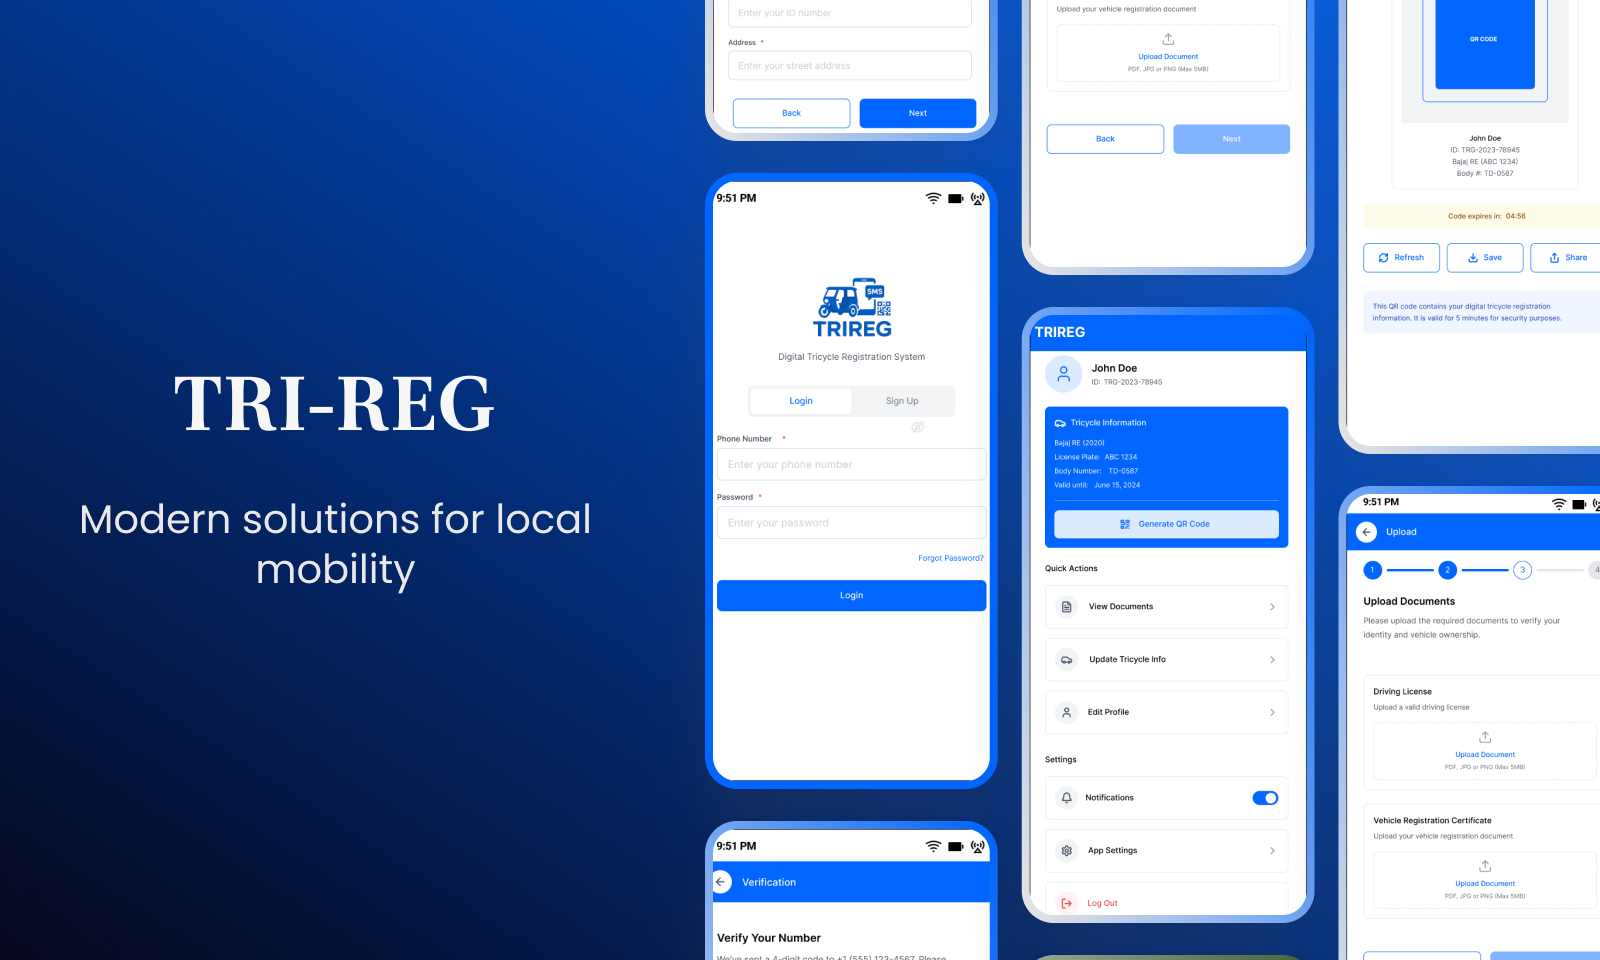 TRI-REG
Modern solutions for local
mobility
Enter your ID number
Address *
Enter your street address
Back
Next
9:51 PM
SMS
TRIREG
Digital Tricycle Registration System
Login
Sign Up
Phone Number *
Enter your phone number
Password *
Enter your password
Forgot Password?
Login
9:51 PM
Verification
Verify Your Number
We've sent a 4-digit code to +1 (555) 123-4567. Please
Upload your vehicle registration document
Upload Document
PDF, JPG or PNG (Max 5MB)
Back
Next
TRIREG
John Doe
ID: TRG-2023-78945
Tricycle Information
Bajaj RE (2020)
License Plate: ABC 1234
Body Number: TD-0587
Valid until: June 15, 2024
Generate QR Code
Quick Actions
View Documents
Update Tricycle Info
Edit Profile
Settings
Notifications
App Settings
Log Out
QR CODE
John Doe
ID: TRG-2023-78945
Bajaj RE (ABC 1234)
Body #: TD-0587
Code expires in: 04:56
Refresh
Save
Share
This QR code contains your digital tricycle registration
information. It is valid for 5 minutes for security purposes.
9:51 PM
Upload
1
2
3
4
Upload Documents
Please upload the required documents to verify your
identity and vehicle ownership.
Driving License
Upload a valid driving license
Upload Document
PDF, JPG or PNG (Max 5MB)
Vehicle Registration Certificate
Upload your vehicle registration document
Upload Document
PDF, JPG or PNG (Max 5MB)